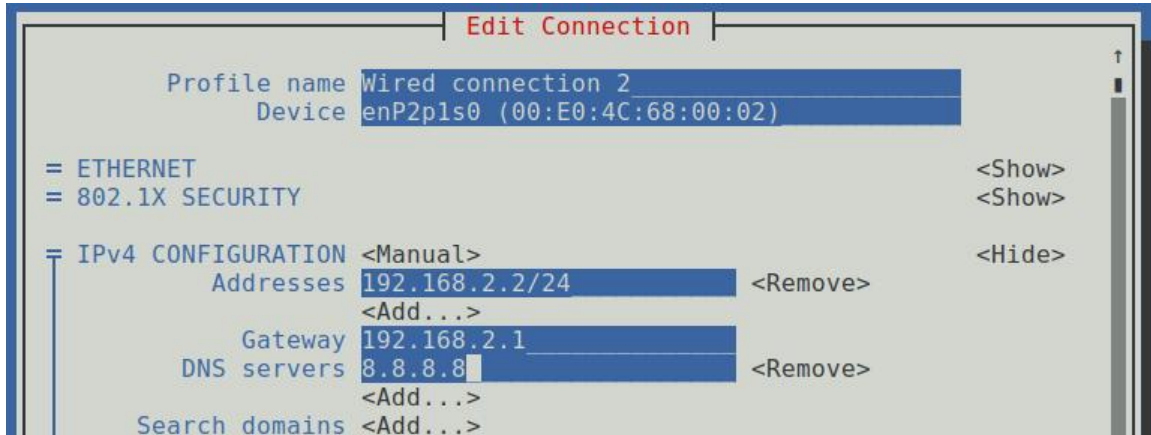 Edit Connection
Profile name Wired connection 2
Device enP2p1s0 (00:E0:4C:68:00:02)
= ETHERNET <Show>
= 802.1X SECURITY <Show>
= IPv4 CONFIGURATION <Manual> <Hide>
Addresses 192.168.2.2/24 <Remove>
<Add...>
Gateway 192.168.2.1
DNS servers 8.8.8.8 <Remove>
<Add...>
Search domains <Add...>